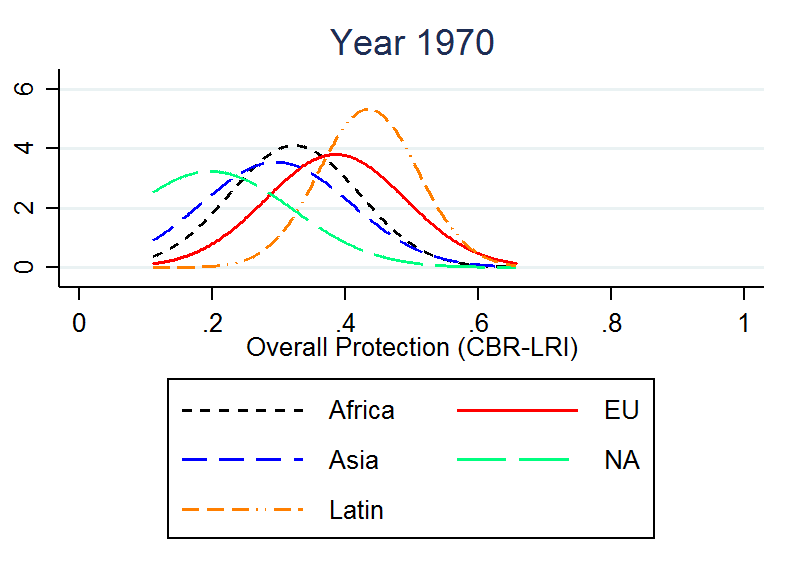 Year 1970
6
4
2
0
0 .2 .4 .6 .8 1
Overall Protection (CBR-LRI)
Africa EU
Asia NA
Latin